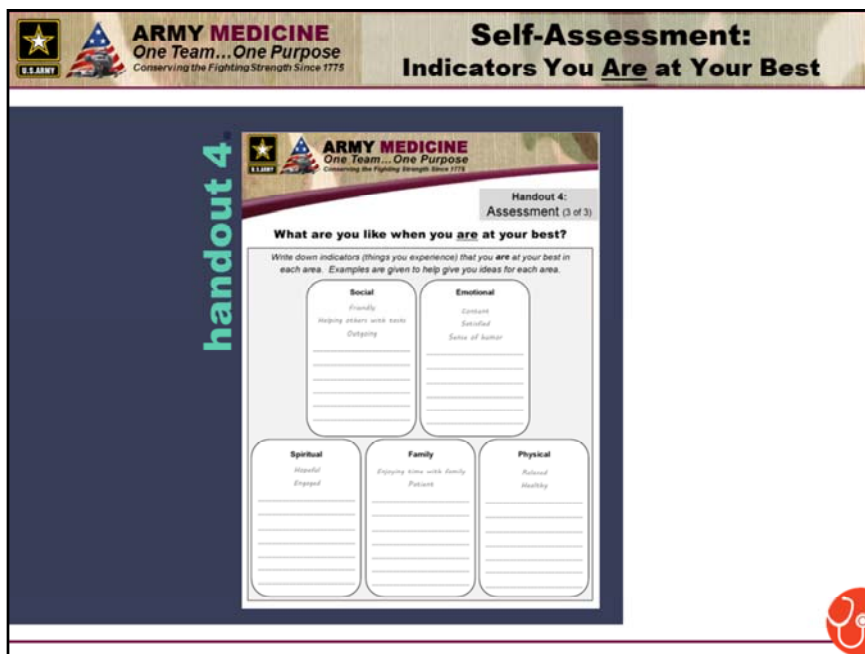 ARMY MEDICINE
One Team...One Purpose
Conserving the Fighting Strength Since 1775
U.S.ARMY
Self-Assessment:
Indicators You Are at Your Best
handout 4.
ARMY MEDICINE
One Team...One Purpose
Conserving the Fighting Strength Since 1775
U.S.ARMY
Handout 4:
Assessment (3 of 3)
What are you like when you are at your best?
Write down indicators (things you experience) that you are at your best in
each area. Examples are given to help give you ideas for each area.
Social
Friendly
Helping others with tasks
Outgoing
Emotional
Content
Satisfied
Sense of humor
Spiritual
Hopeful
Engaged
Family
Enjoying time with family
Patient
Physical
Relaxed
Healthy